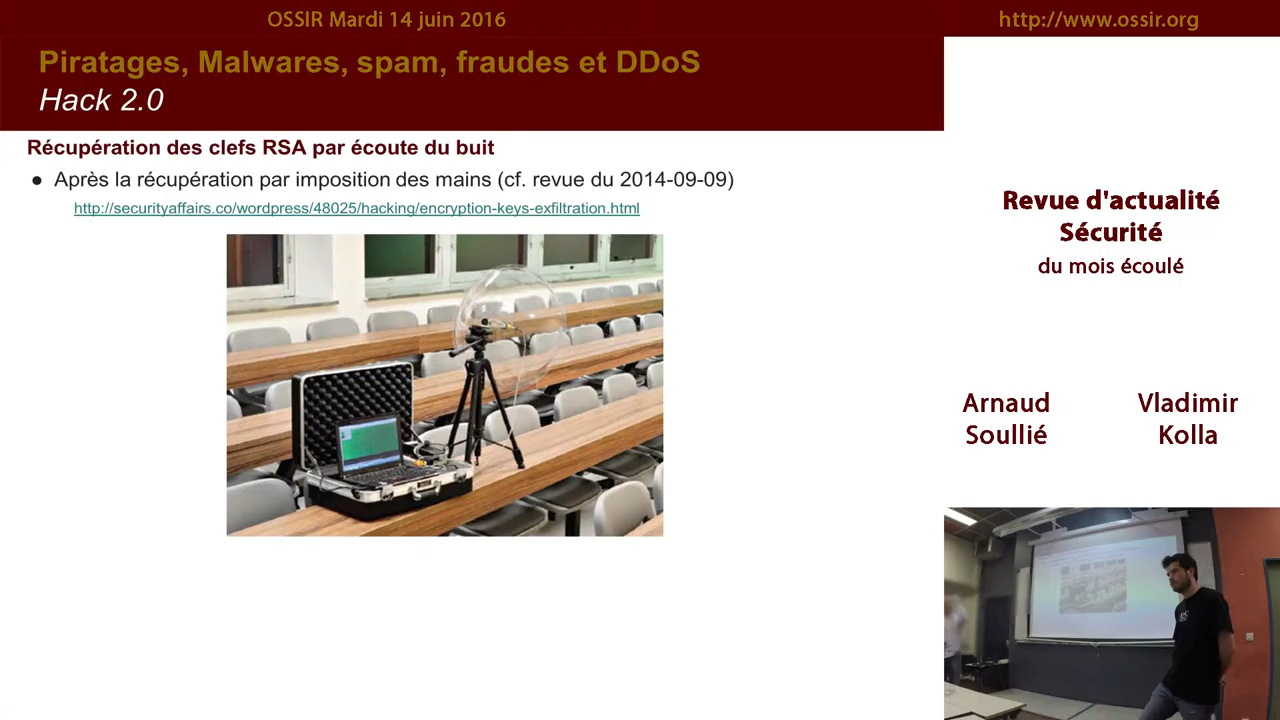 OSSIR Mardi 14 juin 2016
http://www.ossir.org
Piratages, Malwares, spam, fraudes et DDoS
Hack 2.0
Récupération des clefs RSA par écoute du buit
● Après la récupération par imposition des mains (cf. revue du 2014-09-09)
http://securityaffairs.co/wordpress/48025/hacking/encryption-keys-exfiltration.html
Revue d'actualité
Sécurité
du mois écoulé
Arnaud
Soullié
Vladimir
Kolla